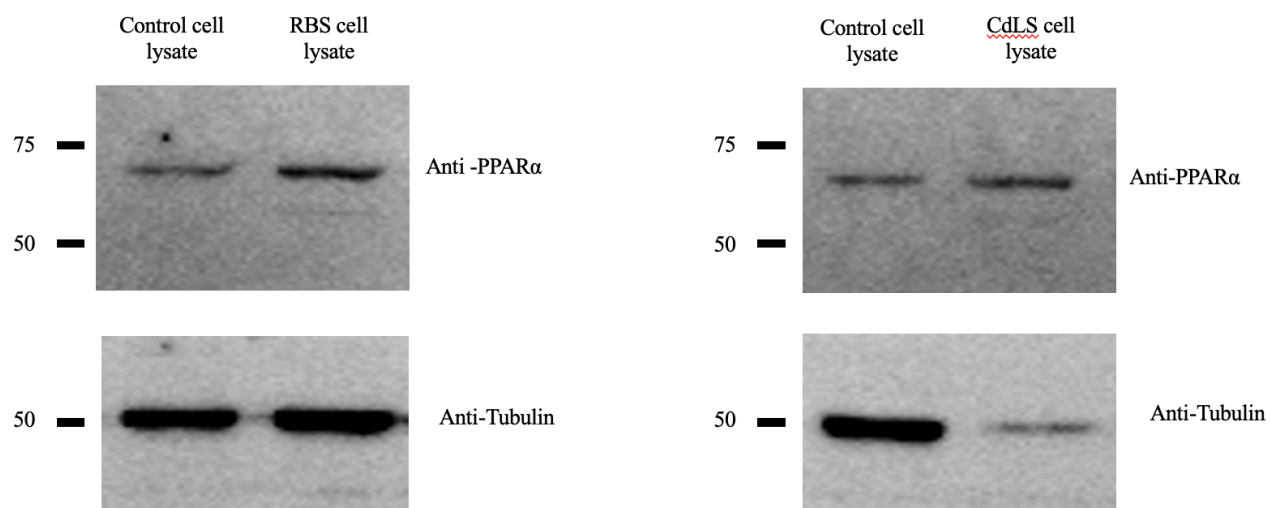 Control cell
lysate
RBS cell
lysate
75
50
Anti -PPARα
50
Anti-Tubulin
Control cell
lysate
CdLS cell
lysate
75
50
Anti-PPARα
50
Anti-Tubulin